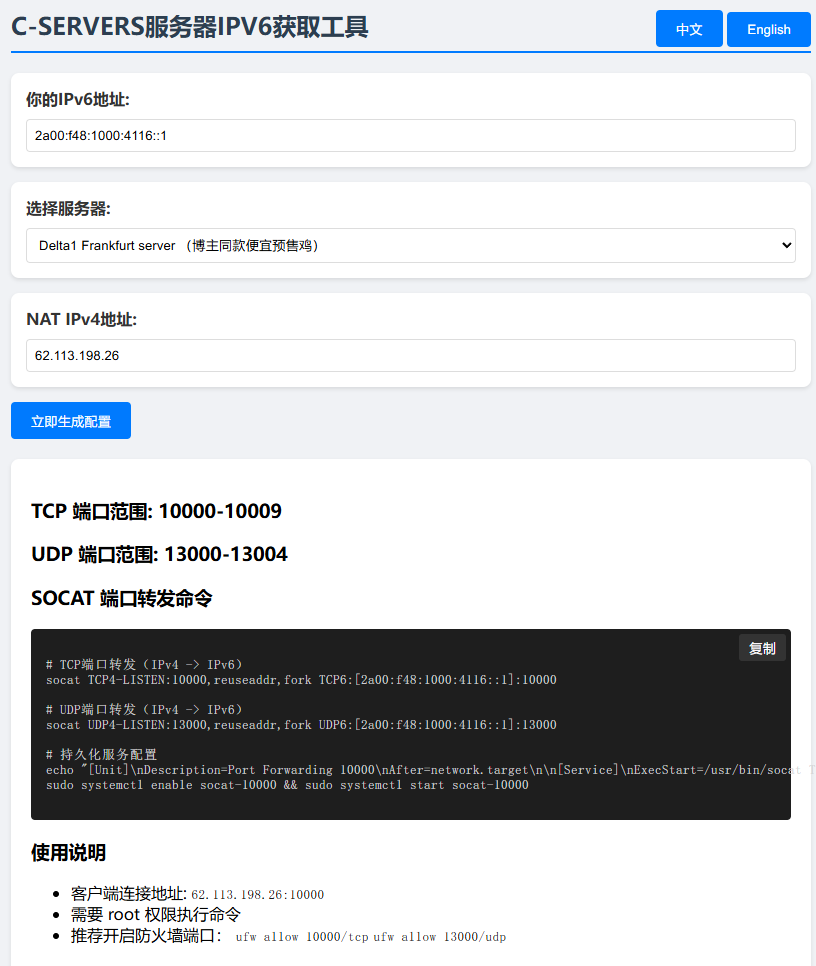 C-SERVERS服务器IPV6获取工具
中文
English
你的IPv6地址:
2a00:f48:1000:4116::1
选择服务器:
Delta1 Frankfurt server （博主同款便宜预售鸡）
NAT IPv4地址:
62.113.198.26
立即生成配置
TCP 端口范围: 10000-10009
UDP 端口范围: 13000-13004
SOCAT 端口转发命令
复制
# TCP端口转发（IPv4 -> IPv6）
socat TCP4-LISTEN:10000,reuseaddr,fork TCP6:[2a00:f48:1000:4116::1]:10000
# UDP端口转发（IPv4 -> IPv6）
socat UDP4-LISTEN:13000,reuseaddr,fork UDP6:[2a00:f48:1000:4116::1]:13000
# 持久化服务配置
echo "[Unit]\nDescription=Port Forwarding 10000\nAfter=network.target\n\n[Service]\nExecStart=/usr/bin/socat T
sudo systemctl enable socat-10000 && sudo systemctl start socat-10000
使用说明
客户端连接地址: 62.113.198.26:10000
需要 root 权限执行命令
推荐开启防火墙端口： ufw allow 10000/tcp ufw allow 13000/udp